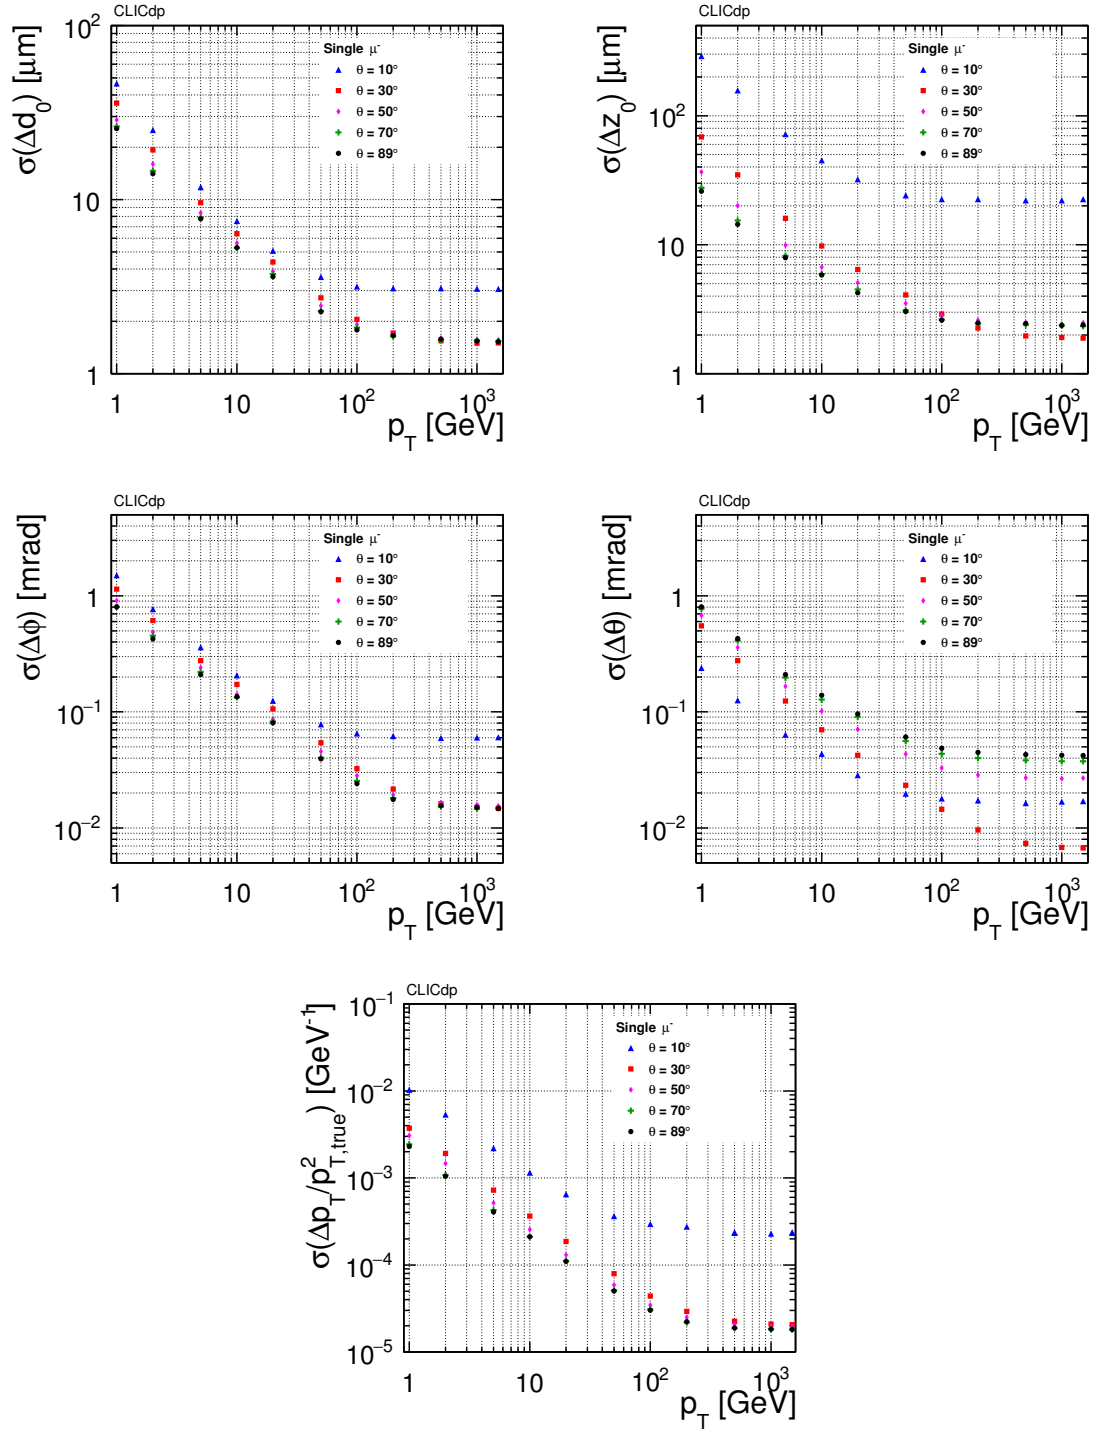 CLICdp
σ(Δd₀) [μm]
10²
10
1
Single μ⁻
θ = 10°
θ = 30°
θ = 50°
θ = 70°
θ = 89°
1
10
10²
10³
p_T [GeV]
CLICdp
σ(Δz₀) [μm]
10²
10
1
Single μ⁻
θ = 10°
θ = 30°
θ = 50°
θ = 70°
θ = 89°
1
10
10²
10³
p_T [GeV]
CLICdp
σ(Δϕ) [mrad]
1
10⁻¹
10⁻²
Single μ⁻
θ = 10°
θ = 30°
θ = 50°
θ = 70°
θ = 89°
1
10
10²
10³
p_T [GeV]
CLICdp
σ(Δθ) [mrad]
1
10⁻¹
10⁻²
Single μ⁻
θ = 10°
θ = 30°
θ = 50°
θ = 70°
θ = 89°
1
10
10²
10³
p_T [GeV]
CLICdp
σ(Δp_T/p²_T,true) [GeV⁻¹]
10⁻¹
10⁻²
10⁻³
10⁻⁴
10⁻⁵
Single μ⁻
θ = 10°
θ = 30°
θ = 50°
θ = 70°
θ = 89°
1
10
10²
10³
p_T [GeV]